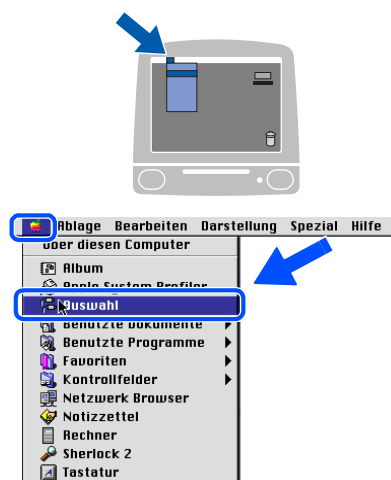 Ablage Bearbeiten Darstellung Spezial Hilfe
Über diesen Computer
Album
Apple System Profiler
Auswahl
Benutzte Dokumente
Benutzte Programme
Favoriten
Kontrollfelder
Netzwerk Browser
Notizzettel
Rechner
Sherlock 2
Tastatur